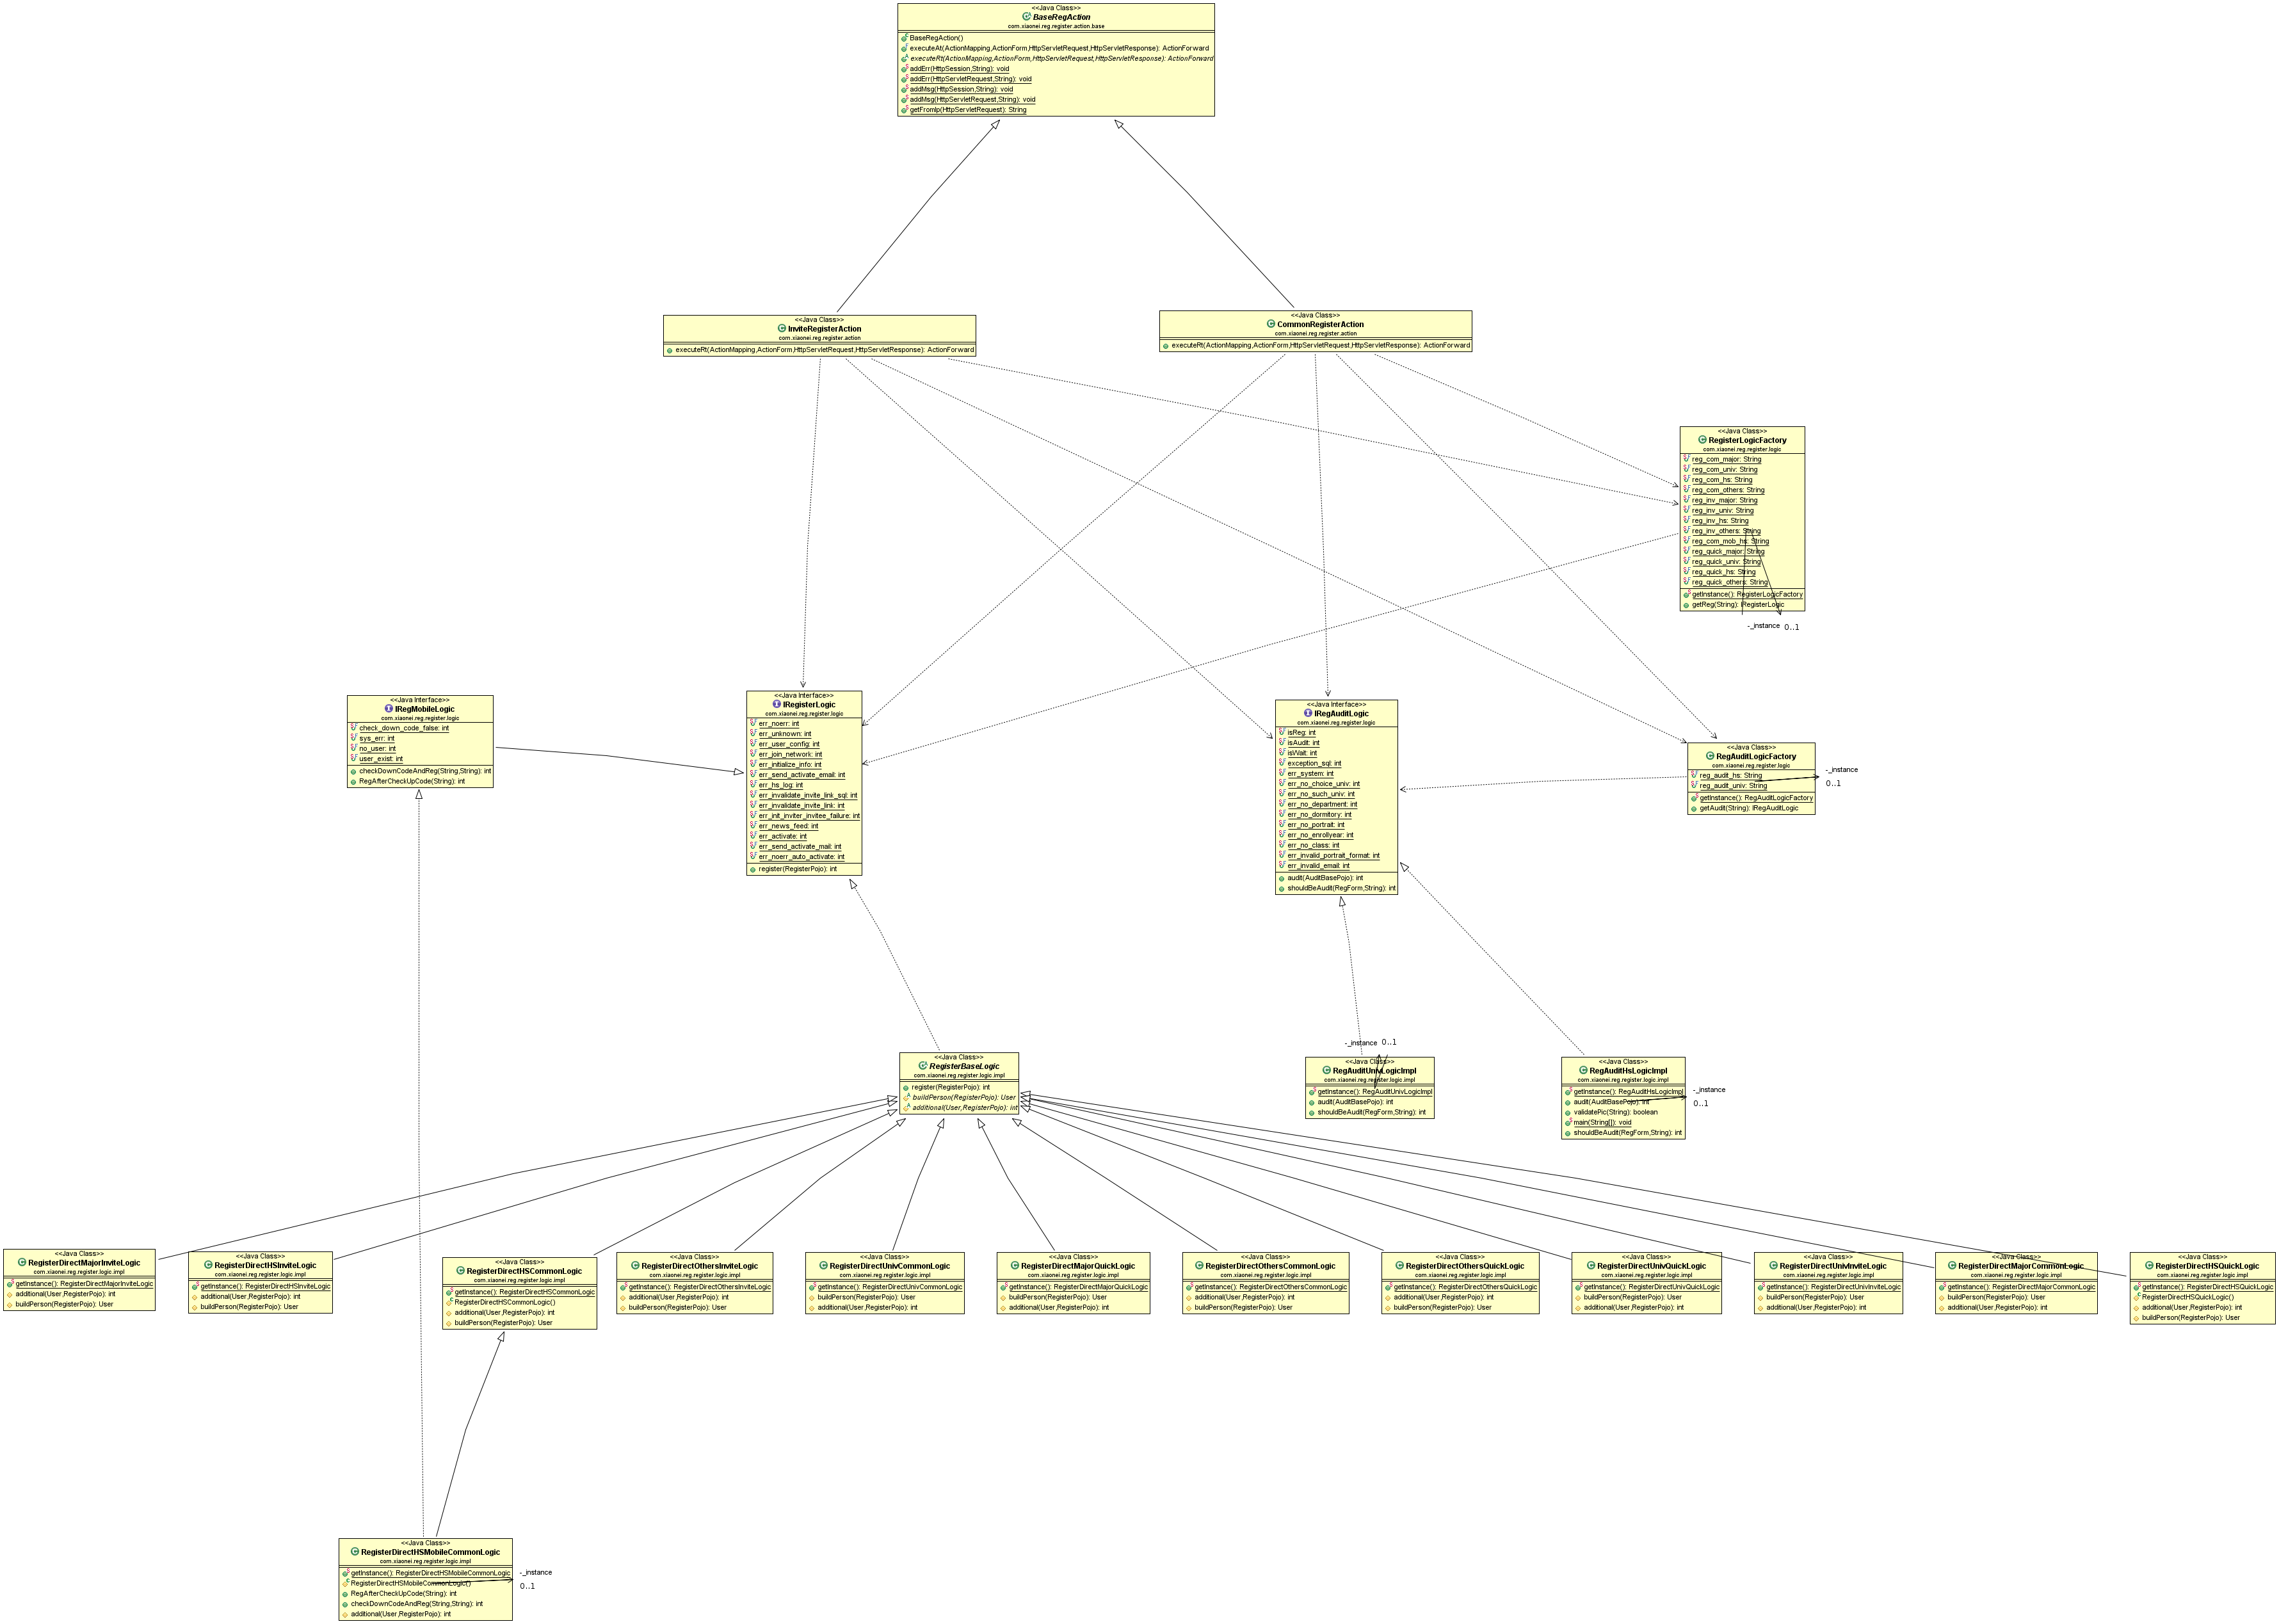 <<Java Class>>
BaseRegAction
com.xiaonei.reg.register.action.base
BaseRegAction()
executeAt(ActionMapping,ActionForm,HttpServletRequest,HttpServletResponse): ActionForward
executeRt(ActionMapping,ActionForm,HttpServletRequest,HttpServletResponse): ActionForward
addErr(HttpSession,String): void
addErr(HttpServletRequest,String): void
addMsg(HttpSession,String): void
addMsg(HttpServletRequest,String): void
getFromIp(HttpServletRequest): String
<<Java Class>>
InviteRegisterAction
com.xiaonei.reg.register.action
executeRt(ActionMapping,ActionForm,HttpServletRequest,HttpServletResponse): ActionForward
<<Java Class>>
CommonRegisterAction
com.xiaonei.reg.register.action
executeRt(ActionMapping,ActionForm,HttpServletRequest,HttpServletResponse): ActionForward
<<Java Class>>
RegisterLogicFactory
com.xiaonei.reg.register.logic
reg_com_major: String
reg_com_univ: String
reg_com_hs: String
reg_com_others: String
reg_inv_major: String
reg_inv_univ: String
reg_inv_hs: String
reg_inv_others: String
reg_com_mob_hs: String
reg_quick_major: String
reg_quick_univ: String
reg_quick_hs: String
reg_quick_others: String
getInstance(): RegisterLogicFactory
getReg(String): IRegisterLogic
-_instance 0..1
<<Java Interface>>
IRegMobileLogic
com.xiaonei.reg.register.logic
check_down_code_false: int
sys_err: int
no_user: int
user_exist: int
checkDownCodeAndReg(String,String): int
RegAfterCheckUpCode(String): int
<<Java Interface>>
IRegisterLogic
com.xiaonei.reg.register.logic
err_noerr: int
err_unknown: int
err_user_config: int
err_join_network: int
err_initialize_info: int
err_send_activate_email: int
err_hs_log: int
err_invalidate_invite_link_sql: int
err_invalidate_invite_link: int
err_init_inviter_invitee_failure: int
err_news_feed: int
err_activate: int
err_send_activate_mail: int
err_noerr_auto_activate: int
register(RegisterPojo): int
<<Java Interface>>
IRegAuditLogic
com.xiaonei.reg.register.logic
isReg: int
isAudit: int
isWait: int
exception_sql: int
err_system: int
err_no_choice_univ: int
err_no_such_univ: int
err_no_department: int
err_no_dormitory: int
err_no_portrait: int
err_no_enrollyear: int
err_no_class: int
err_invalid_portrait_format: int
err_invalid_email: int
audit(AuditBasePojo): int
shouldBeAudit(RegForm,String): int
<<Java Class>>
RegAuditLogicFactory
com.xiaonei.reg.register.logic
reg_audit_hs: String
reg_audit_univ: String
getInstance(): RegAuditLogicFactory
getAudit(String): IRegAuditLogic
-_instance
0..1
<<Java Class>>
RegisterBaseLogic
com.xiaonei.reg.register.logic.impl
register(RegisterPojo): int
buildPerson(RegisterPojo): User
additional(User,RegisterPojo): int
-_instance 0..1
<<Java Class>>
RegAuditUnivLogicImpl
com.xiaonei.reg.register.logic.impl
getInstance(): RegAuditUnivLogicImpl
audit(AuditBasePojo): int
shouldBeAudit(RegForm,String): int
<<Java Class>>
RegAuditHsLogicImpl
com.xiaonei.reg.register.logic.impl
getInstance(): RegAuditHsLogicImpl
audit(AuditBasePojo): int
validatePic(String): boolean
main(String[]): void
shouldBeAudit(RegForm,String): int
-_instance
0..1
<<Java Class>>
RegisterDirectMajorInviteLogic
com.xiaonei.reg.register.logic.impl
getInstance(): RegisterDirectMajorInviteLogic
additional(User,RegisterPojo): int
buildPerson(RegisterPojo): User
<<Java Class>>
RegisterDirectHSInviteLogic
com.xiaonei.reg.register.logic.impl
getInstance(): RegisterDirectHSInviteLogic
additional(User,RegisterPojo): int
buildPerson(RegisterPojo): User
<<Java Class>>
RegisterDirectHSCommonLogic
com.xiaonei.reg.register.logic.impl
getInstance(): RegisterDirectHSCommonLogic
RegisterDirectHSCommonLogic()
additional(User,RegisterPojo): int
buildPerson(RegisterPojo): User
<<Java Class>>
RegisterDirectOthersInviteLogic
com.xiaonei.reg.register.logic.impl
getInstance(): RegisterDirectOthersInviteLogic
additional(User,RegisterPojo): int
buildPerson(RegisterPojo): User
<<Java Class>>
RegisterDirectUnivCommonLogic
com.xiaonei.reg.register.logic.impl
getInstance(): RegisterDirectUnivCommonLogic
buildPerson(RegisterPojo): User
additional(User,RegisterPojo): int
<<Java Class>>
RegisterDirectMajorQuickLogic
com.xiaonei.reg.register.logic.impl
getInstance(): RegisterDirectMajorQuickLogic
buildPerson(RegisterPojo): User
additional(User,RegisterPojo): int
<<Java Class>>
RegisterDirectOthersCommonLogic
com.xiaonei.reg.register.logic.impl
getInstance(): RegisterDirectOthersCommonLogic
additional(User,RegisterPojo): int
buildPerson(RegisterPojo): User
<<Java Class>>
RegisterDirectOthersQuickLogic
com.xiaonei.reg.register.logic.impl
getInstance(): RegisterDirectOthersQuickLogic
additional(User,RegisterPojo): int
buildPerson(RegisterPojo): User
<<Java Class>>
RegisterDirectUnivQuickLogic
com.xiaonei.reg.register.logic.impl
getInstance(): RegisterDirectUnivQuickLogic
buildPerson(RegisterPojo): User
additional(User,RegisterPojo): int
<<Java Class>>
RegisterDirectUnivInviteLogic
com.xiaonei.reg.register.logic.impl
getInstance(): RegisterDirectUnivInviteLogic
buildPerson(RegisterPojo): User
additional(User,RegisterPojo): int
<<Java Class>>
RegisterDirectMajorCommonLogic
com.xiaonei.reg.register.logic.impl
getInstance(): RegisterDirectMajorCommonLogic
buildPerson(RegisterPojo): User
additional(User,RegisterPojo): int
<<Java Class>>
RegisterDirectHSQuickLogic
com.xiaonei.reg.register.logic.impl
getInstance(): RegisterDirectHSQuickLogic
RegisterDirectHSQuickLogic()
additional(User,RegisterPojo): int
buildPerson(RegisterPojo): User
<<Java Class>>
RegisterDirectHSMobileCommonLogic
com.xiaonei.reg.register.logic.impl
getInstance(): RegisterDirectHSMobileCommonLogic
RegisterDirectHSMobileCommonLogic()
RegAfterCheckUpCode(String): int
checkDownCodeAndReg(String,String): int
additional(User,RegisterPojo): int
-_instance
0..1